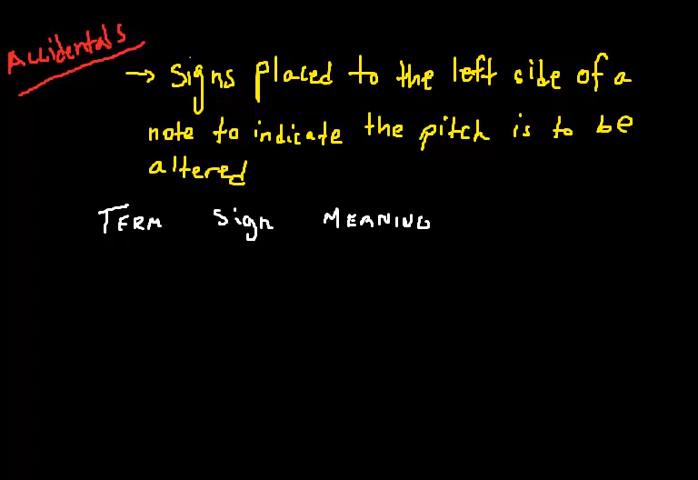 Accidentals
→ Signs placed to the left side of a
note to indicate the pitch is to be
altered
TERM Sign MEANING